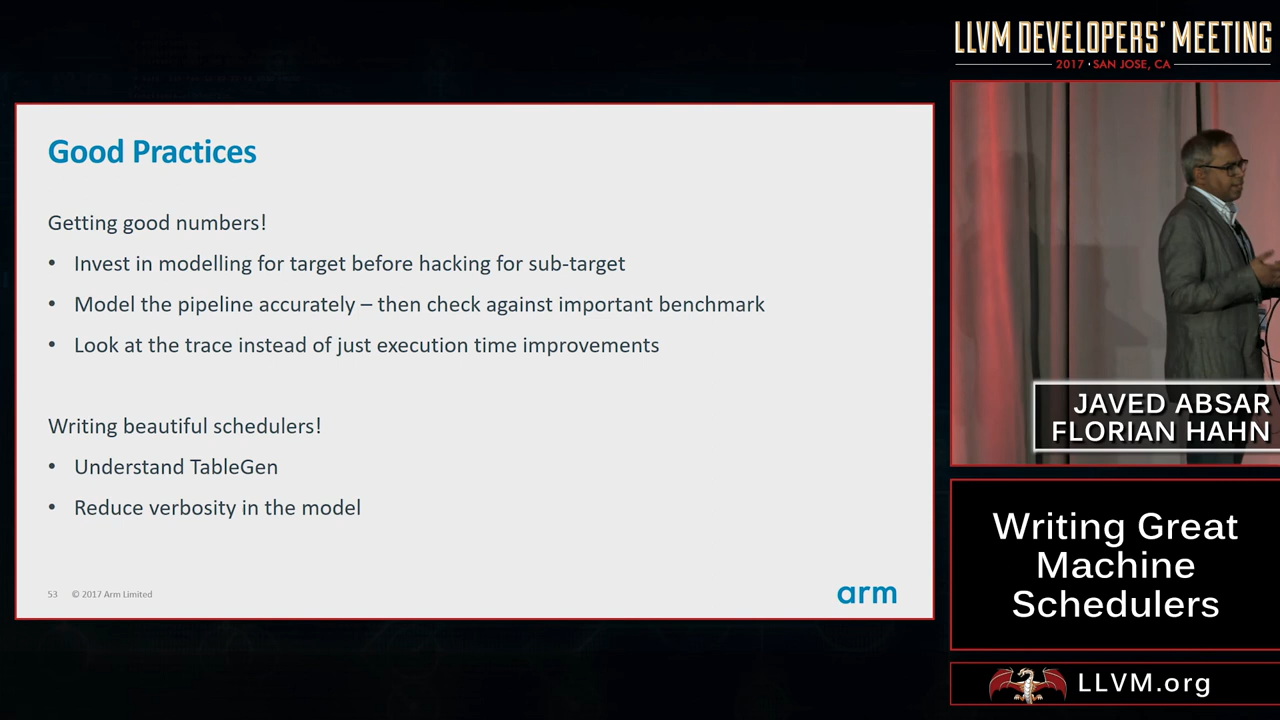 LLVM DEVELOPERS' MEETING
2017 · SAN JOSE, CA
Good Practices
Getting good numbers!
• Invest in modelling for target before hacking for sub-target
• Model the pipeline accurately – then check against important benchmark
• Look at the trace instead of just execution time improvements
Writing beautiful schedulers!
• Understand TableGen
• Reduce verbosity in the model
53 © 2017 Arm Limited
arm
JAVED ABSAR
FLORIAN HAHN
Writing Great
Machine
Schedulers
LLVM.org